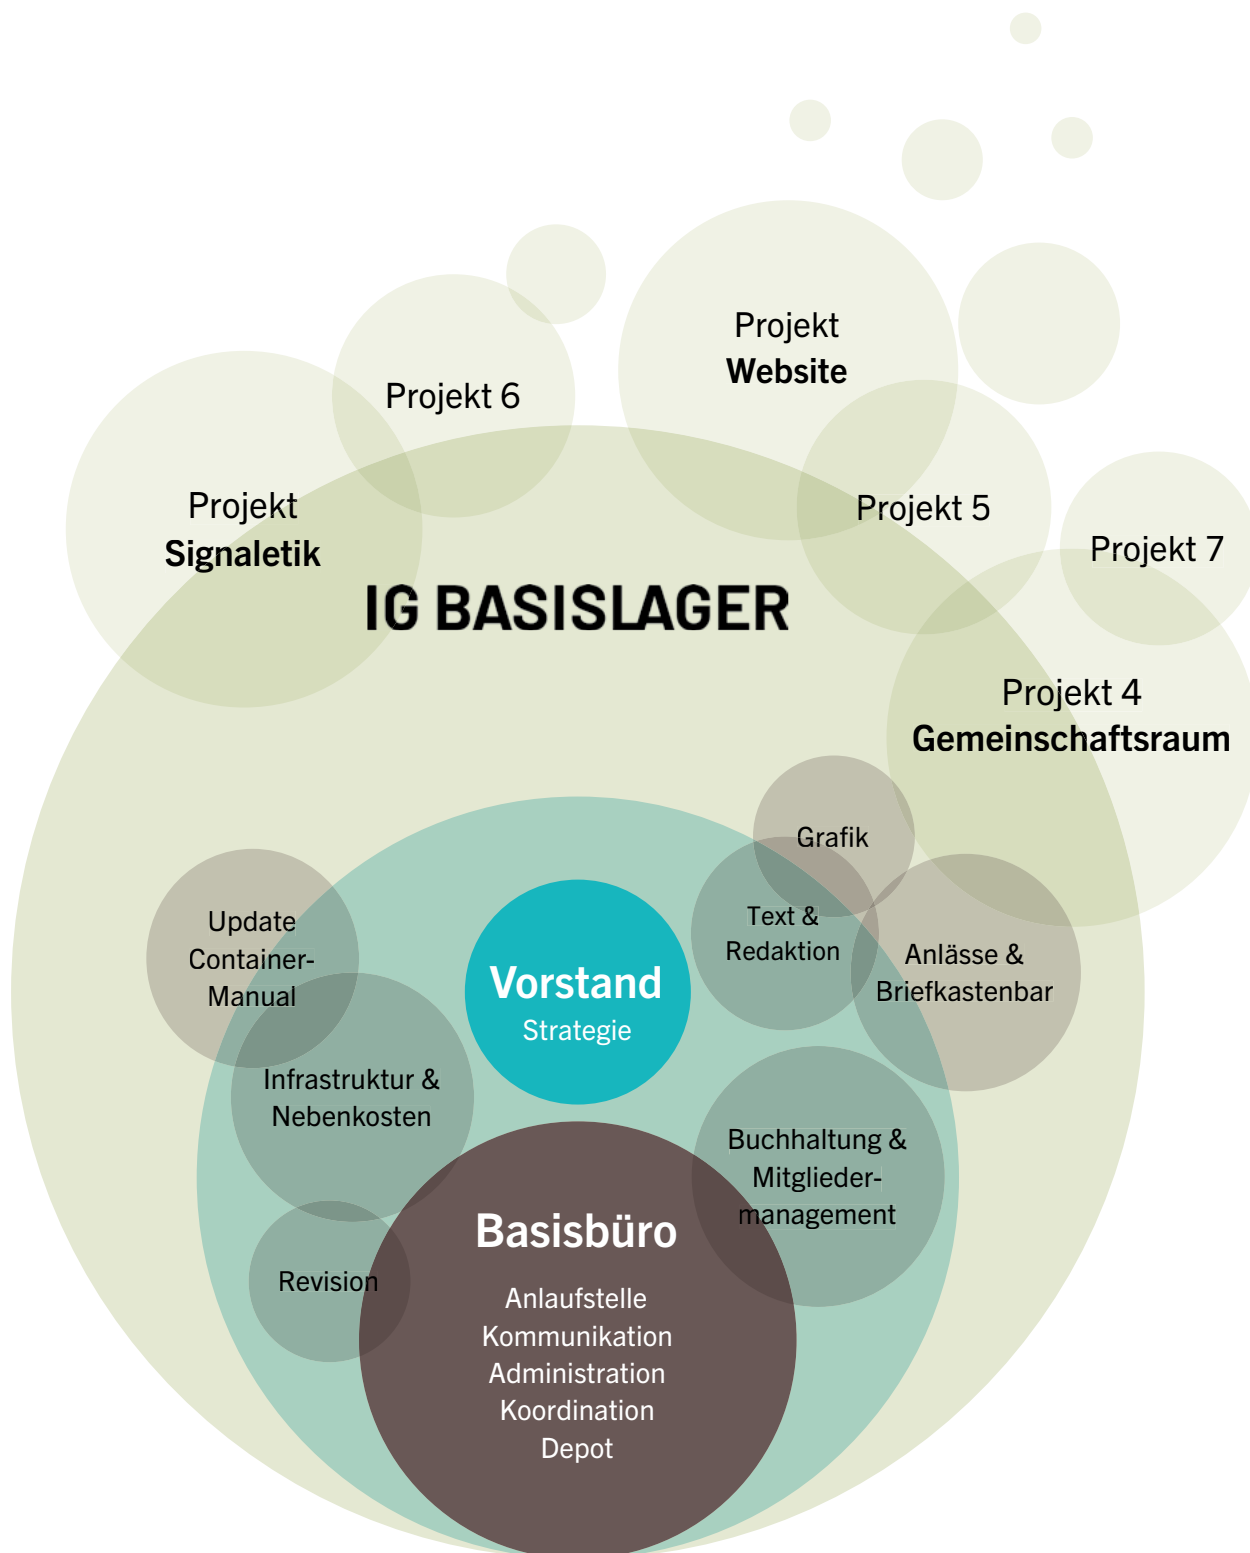 Projekt
Website
Projekt 6
Projekt
Signaletik
Projekt 5
Projekt 7
IG BASISLAGER
Projekt 4
Gemeinschaftsraum
Grafik
Update
Container-
Manual
Text &
Redaktion
Anlässe &
Briefkastenbar
Vorstand
Strategie
Infrastruktur &
Nebenkosten
Buchhaltung &
Mitglieder-
management
Revision
Basisbüro
Anlaufstelle
Kommunikation
Administration
Koordination
Depot